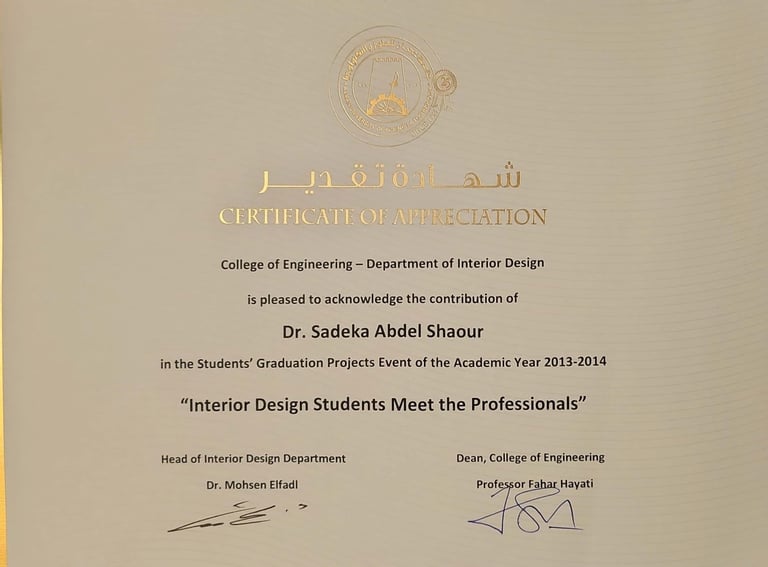 شهادة تقدير
CERTIFICATE OF APPRECIATION
College of Engineering – Department of Interior Design
is pleased to acknowledge the contribution of
Dr. Sadeka Abdel Shaour
in the Students’ Graduation Projects Event of the Academic Year 2013-2014
“Interior Design Students Meet the Professionals”
Head of Interior Design Department
Dean, College of Engineering
Dr. Mohsen Elfadl
Professor Fahar Hayati